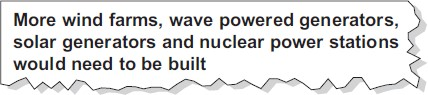 More wind farms, wave powered generators,
solar generators and nuclear power stations
would need to be built